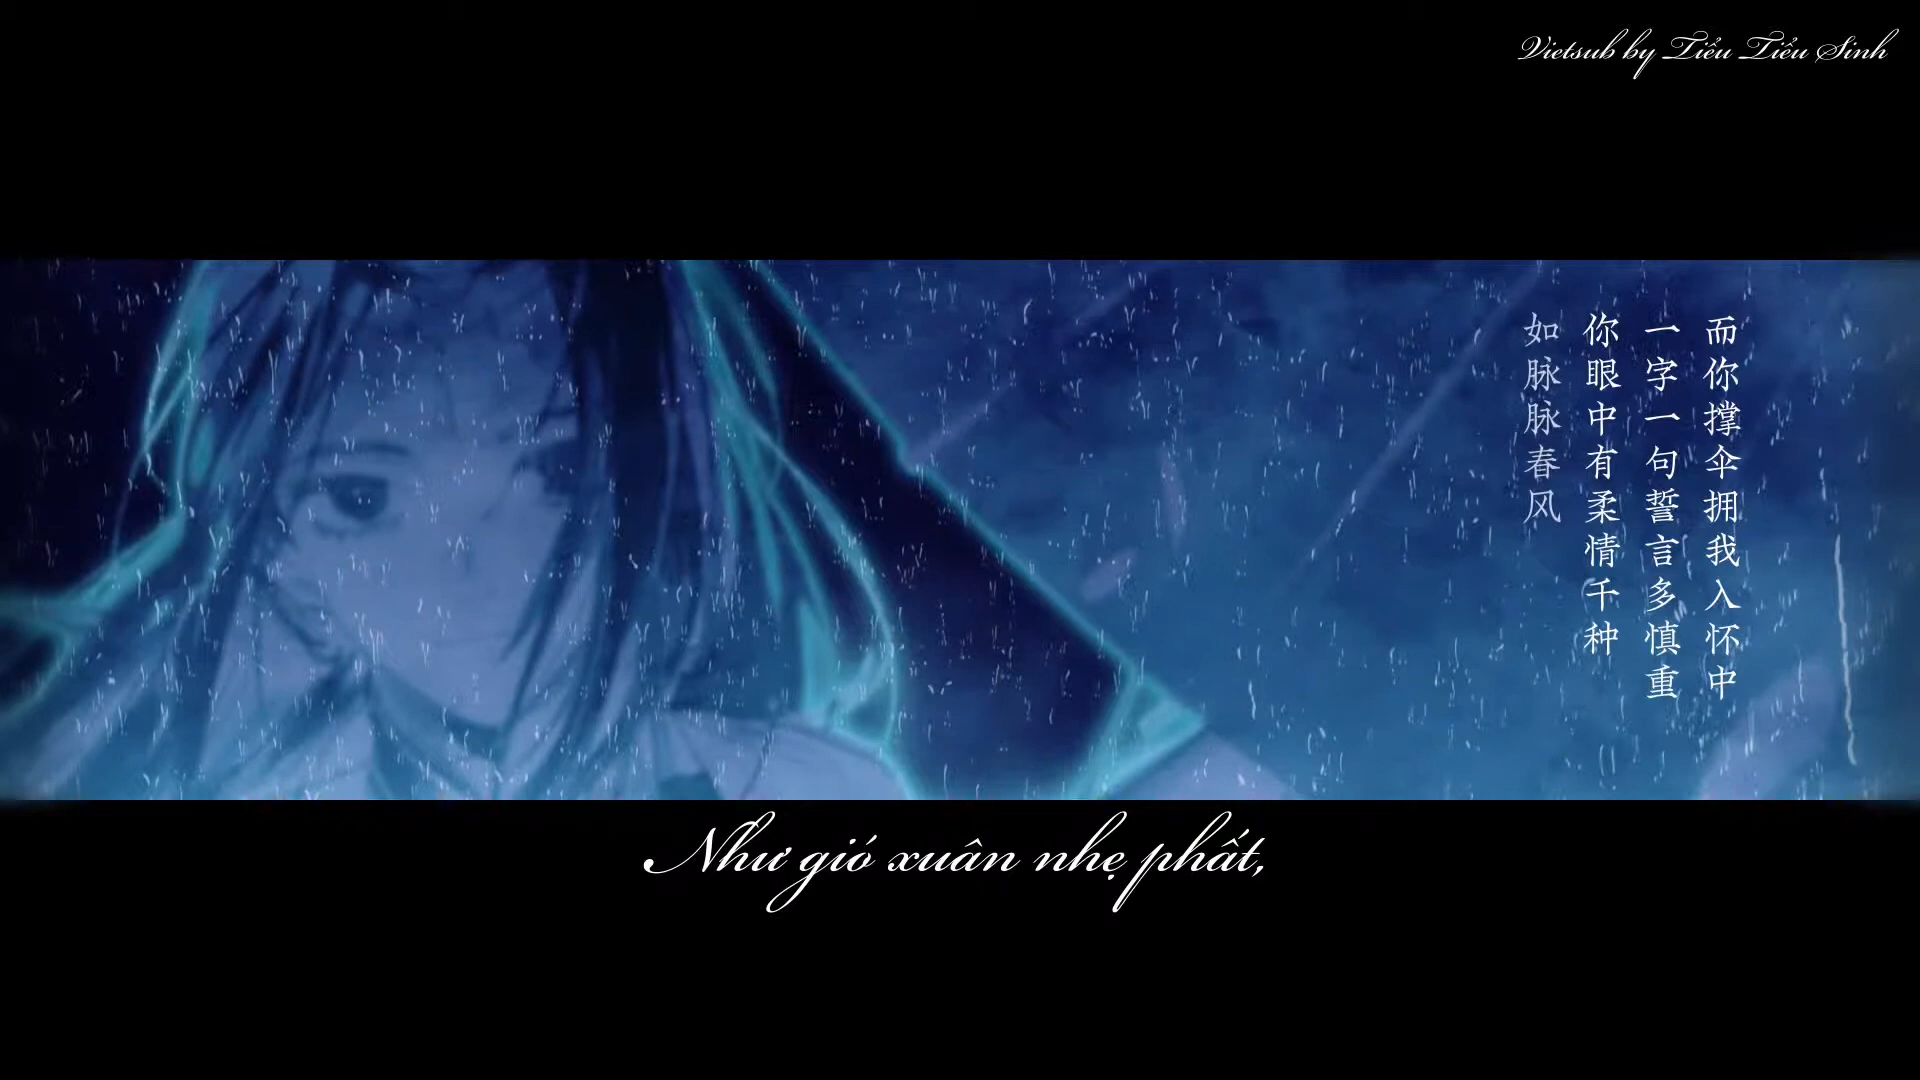 Vietsub by Tiểu Tiểu Sinh
而你撑伞拥我入怀中
一字一句誓言多慎重
你眼中有柔情千种
如脉脉春风
Như gió xuân nhẹ phất,